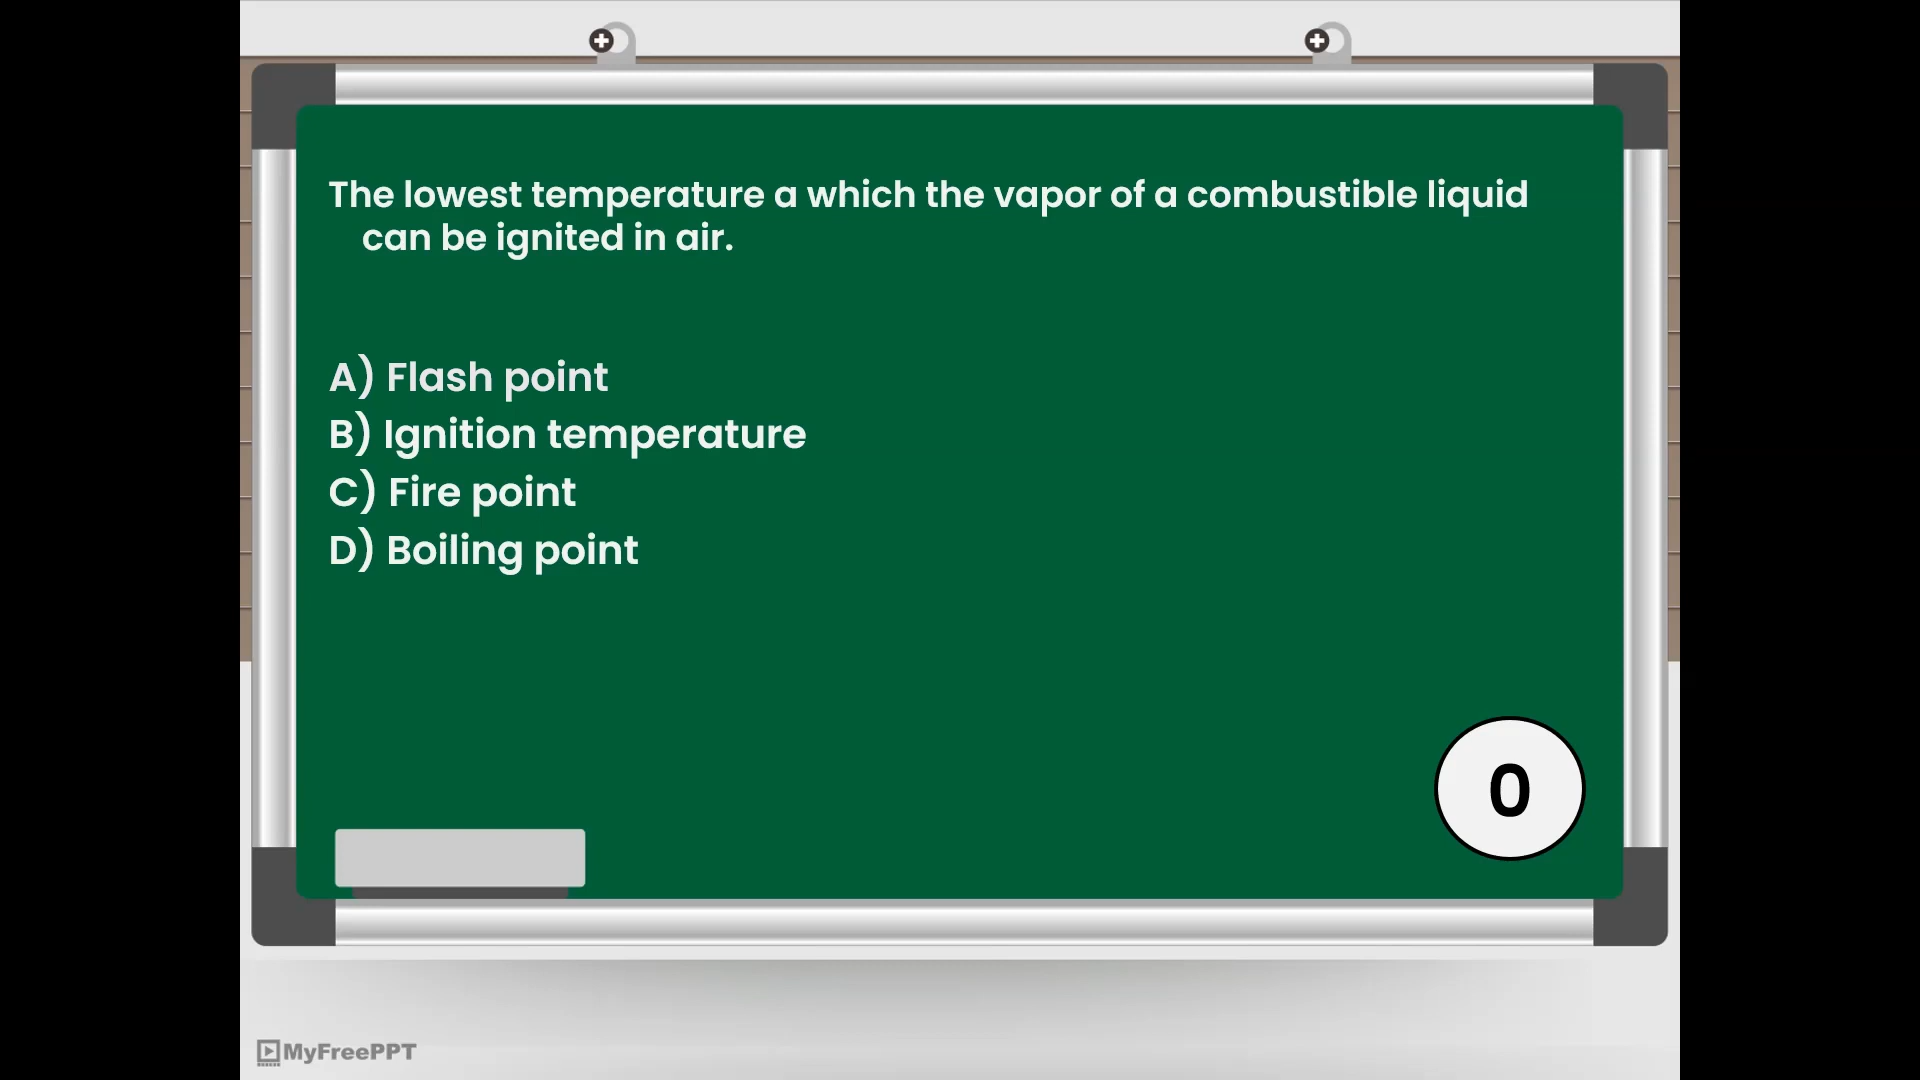 The lowest temperature a which the vapor of a combustible liquid
can be ignited in air.
A) Flash point
B) Ignition temperature
C) Fire point
D) Boiling point
0
MyFreePPT